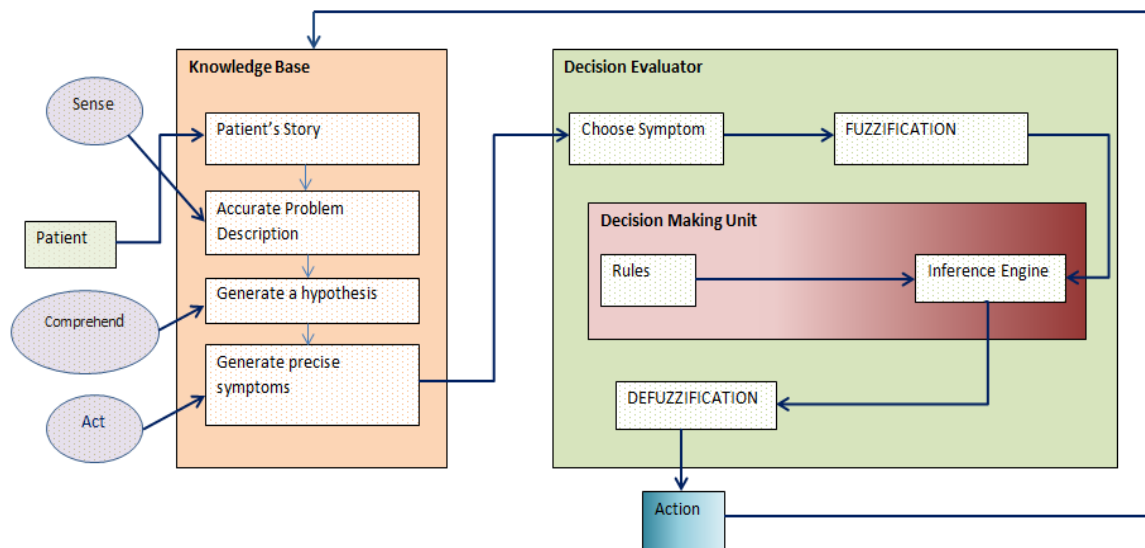 Knowledge Base
Decision Evaluator
Sense
Patient's Story
Choose Symptom
FUZZIFICATION
Accurate Problem
Description
Patient
Decision Making Unit
Rules
Inference Engine
Generate a hypothesis
Comprehend
Generate precise
symptoms
DEFUZZIFICATION
Act
Action